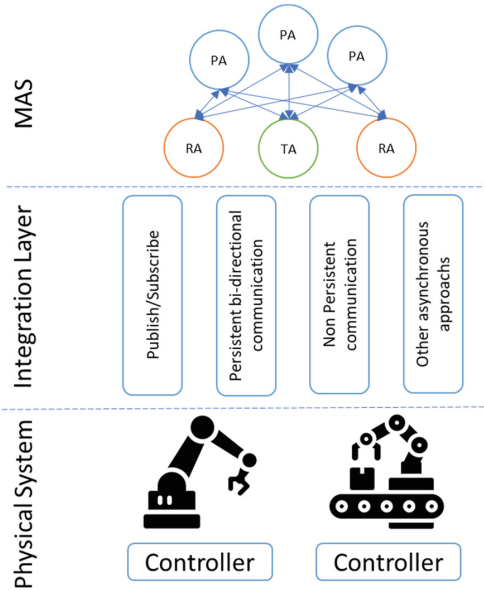 MAS
PA
PA
PA
RA
TA
RA
Integration Layer
Publish/Subscribe
Persistent bi-directional
communication
Non Persistent
communication
Other asynchronous
approachs
Physical System
Controller
Controller